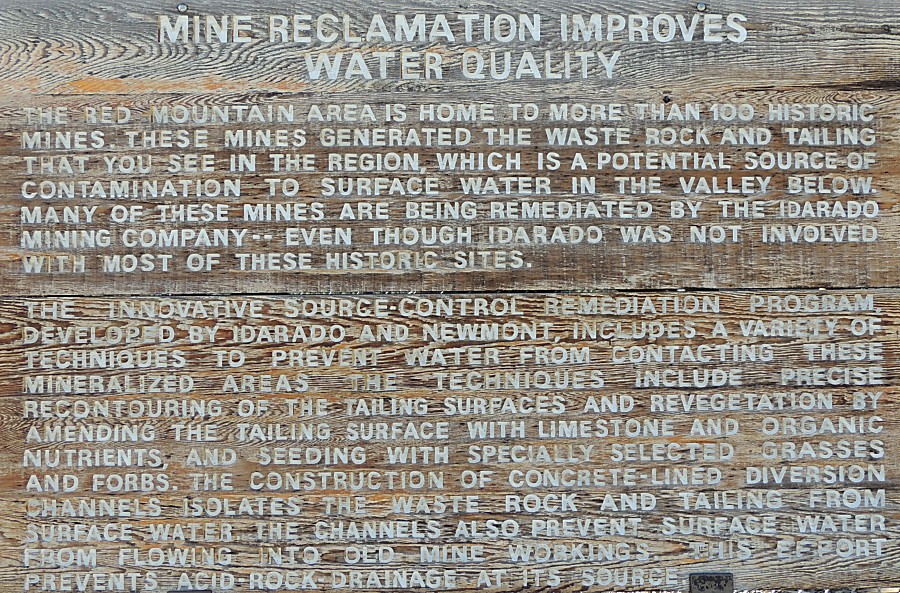 MINE RECLAMATION IMPROVES
WATER QUALITY
THE RED MOUNTAIN AREA IS HOME TO MORE THAN 100 HISTORIC
MINES. THESE MINES GENERATED THE WASTE ROCK AND TAILING
THAT YOU SEE IN THE REGION, WHICH IS A POTENTIAL SOURCE OF
CONTAMINATION TO SURFACE WATER IN THE VALLEY BELOW.
MANY OF THESE MINES ARE BEING REMEDIATED BY THE IDARADO
MINING COMPANY-- EVEN THOUGH IDARADO WAS NOT INVOLVED
WITH MOST OF THESE HISTORIC SITES.
THE INNOVATIVE SOURCE-CONTROL REMEDIATION PROGRAM,
DEVELOPED BY IDARADO AND NEWMONT, INCLUDES A VARIETY OF
TECHNIQUES TO PREVENT WATER FROM CONTACTING THESE
MINERALIZED AREAS. THE TECHNIQUES INCLUDE PRECISE
RECONTOURING OF THE TAILING SURFACES AND REVEGETATION BY
AMENDING THE TAILING SURFACE WITH LIMESTONE AND ORGANIC
NUTRIENTS AND SEEDING WITH SPECIALLY SELECTED GRASSES
AND FORBS. THE CONSTRUCTION OF CONCRETE-LINED DIVERSION
CHANNELS ISOLATES THE WASTE ROCK AND TAILING FROM
SURFACE WATER. THE CHANNELS ALSO PREVENT SURFACE WATER
FROM FLOWING INTO OLD MINE WORKINGS. THIS EFFORT
PREVENTS ACID-ROCK-DRAINAGE AT ITS SOURCE.